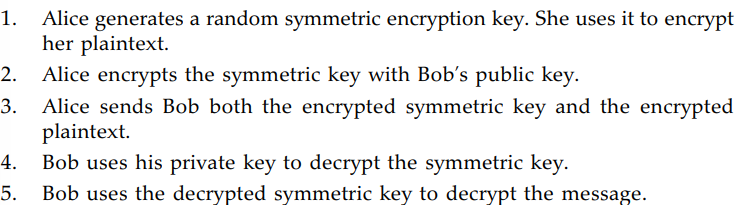 1. Alice generates a random symmetric encryption key. She uses it to encrypt
her plaintext.
2. Alice encrypts the symmetric key with Bob's public key.
3. Alice sends Bob both the encrypted symmetric key and the encrypted
plaintext.
4. Bob uses his private key to decrypt the symmetric key.
5. Bob uses the decrypted symmetric key to decrypt the message.